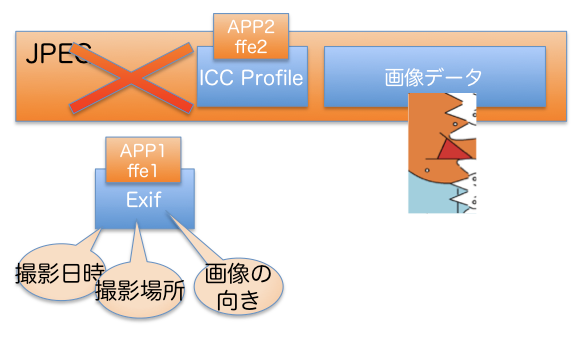 APP2
ffe2
JPEG
ICC Profile
画像データ
APP1
ffe1
Exif
撮影日時
撮影場所
画像の
向き